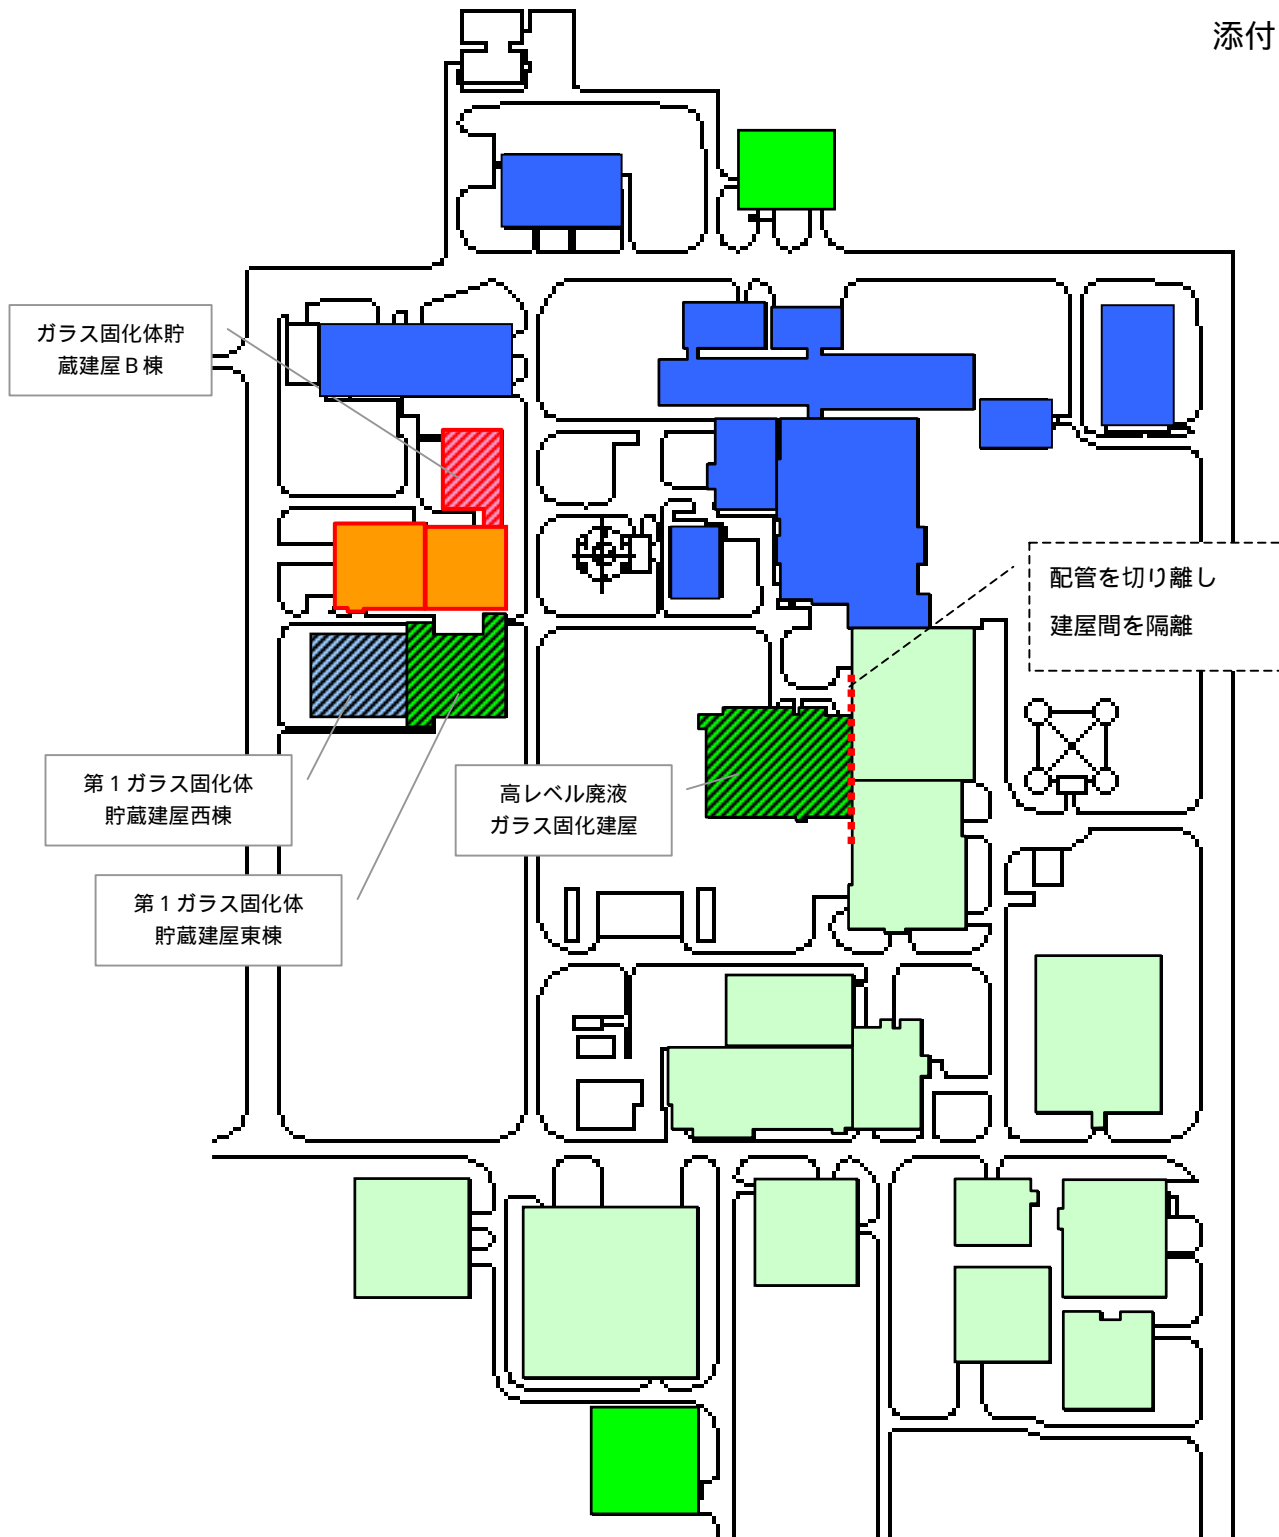 添付
ガラス固化体貯
蔵建屋B棟
配管を切り離し
建屋間を隔離
第1ガラス固化体
貯蔵建屋西棟
高レベル廃液
ガラス固化建屋
第1ガラス固化体
貯蔵建屋東棟